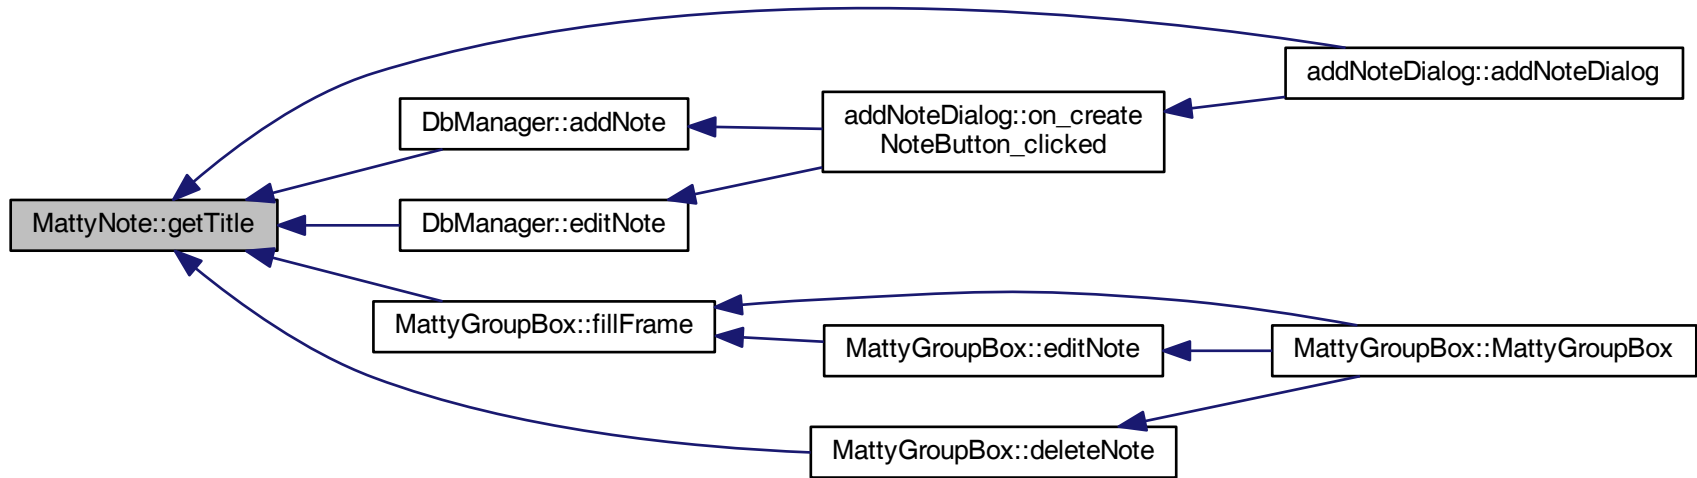 addNoteDialog::addNoteDialog
DbManager::addNote
addNoteDialog::on_create
NoteButton_clicked
MattyNote::getTitle
DbManager::editNote
MattyGroupBox::fillFrame
MattyGroupBox::editNote
MattyGroupBox::MattyGroupBox
MattyGroupBox::deleteNote